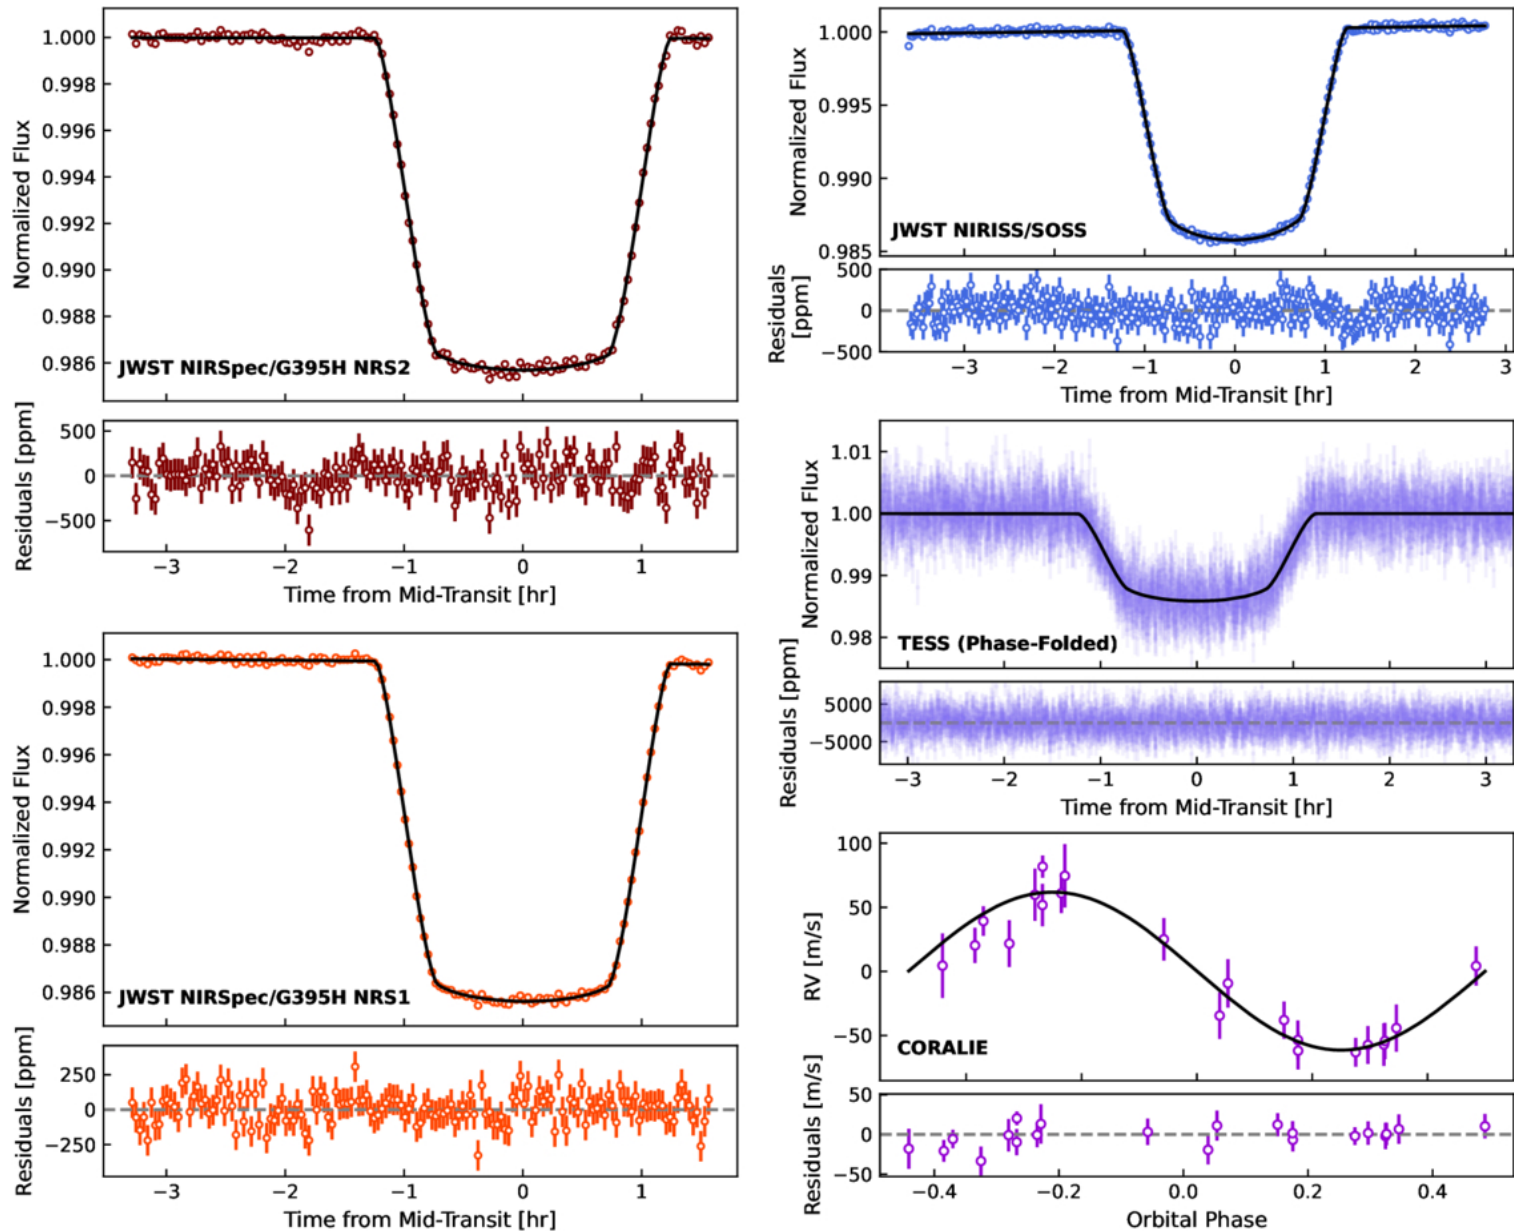 Normalized Flux
1.000
0.998
0.996
0.994
0.992
0.990
0.988
0.986
JWST NIRSpec/G395H NRS2
Residuals [ppm]
500
0
−500
−3 −2 −1 0 1
Time from Mid-Transit [hr]
Normalized Flux
1.000
0.998
0.996
0.994
0.992
0.990
0.988
0.986
JWST NIRSpec/G395H NRS1
Residuals [ppm]
250
0
−250
−3 −2 −1 0 1
Time from Mid-Transit [hr]
Normalized Flux
1.000
0.995
0.990
0.985
JWST NIRISS/SOSS
Residuals
[ppm]
500
0
−500
−3 −2 −1 0 1 2 3
Time from Mid-Transit [hr]
Normalized Flux
1.01
1.00
0.99
0.98
TESS (Phase-Folded)
Residuals [ppm]
5000
−5000
−3 −2 −1 0 1 2 3
Time from Mid-Transit [hr]
RV [m/s]
100
50
0
−50
CORALIE
Residuals [m/s]
50
0
−50
−0.4 −0.2 0.0 0.2 0.4
Orbital Phase